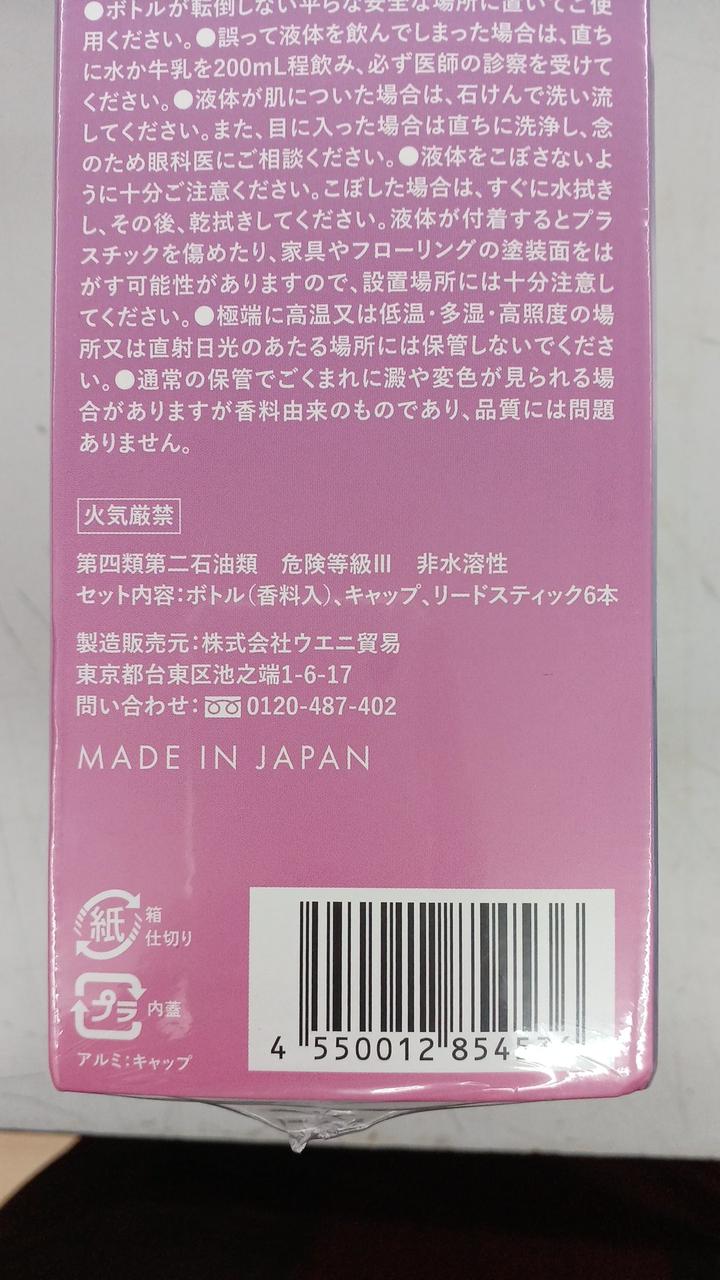 ●ボトルが転倒しない平らな安全な場所に置いてご使
用ください。●誤って液体を飲んでしまった場合は、直ち
に水か牛乳を200mL程飲み、必ず医師の診察を受けて
ください。●液体が肌についた場合は、石けんで洗い流
してください。また、目に入った場合は直ちに洗浄し、念
のため眼科医にご相談ください。●液体をこぼさないよ
うに十分ご注意ください。こぼした場合は、すぐに水拭き
し、その後、乾拭きしてください。液体が付着するとプラ
スチックを傷めたり、家具やフローリングの塗装面をは
がす可能性がありますので、設置場所には十分注意し
てください。●極端に高温又は低温・多湿・高照度の場
所又は直射日光のあたる場所には保管しないでくださ
い。●通常の保管でごくまれに澱や変色が見られる場
合がありますが香料由来のものであり、品質には問題
ありません。
火気厳禁
第四類第二石油類　危険等級III　非水溶性
セット内容：ボトル（香料入）、キャップ、リードスティック6本
製造販売元：株式会社ウエニ貿易
東京都台東区池之端1-6-17
問い合わせ：0120-487-402
MADE IN JAPAN
紙 箱
仕切り
プラ 内蓋
アルミ：キャップ
4 550012